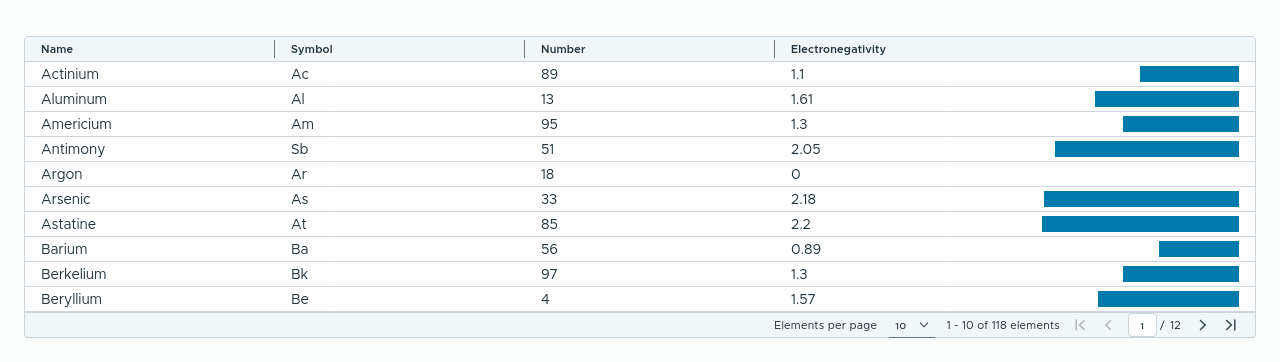 Name Symbol Number Electronegativity
Actinium Ac 89 1.1
Aluminum Al 13 1.61
Americium Am 95 1.3
Antimony Sb 51 2.05
Argon Ar 18 0
Arsenic As 33 2.18
Astatine At 85 2.2
Barium Ba 56 0.89
Berkelium Bk 97 1.3
Beryllium Be 4 1.57
Elements per page 10 1 - 10 of 118 elements 1 / 12